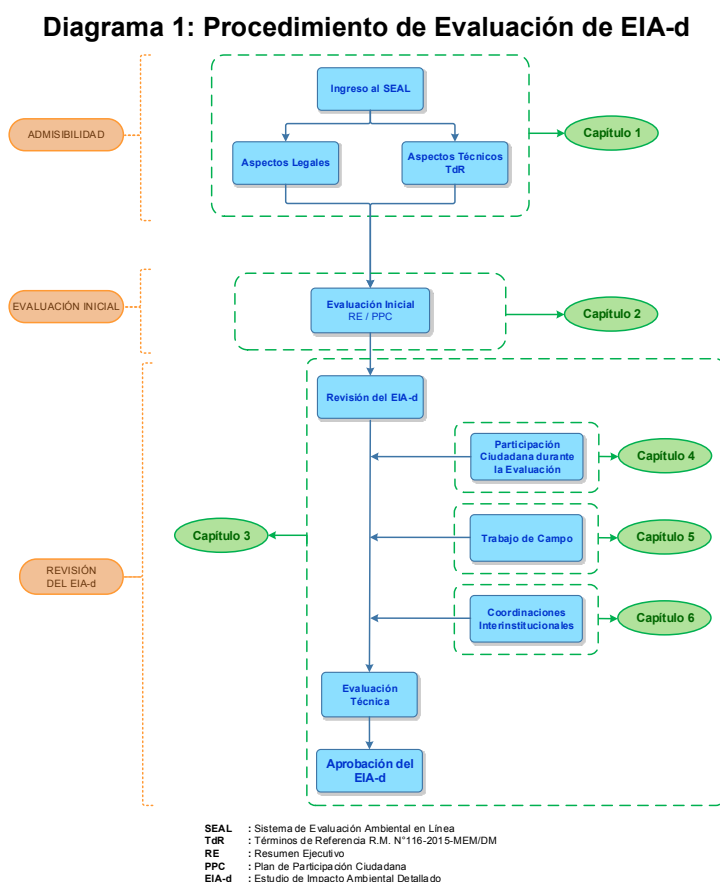 Diagrama 1: Procedimiento de Evaluación de EIA-d
Ingreso al SEAL
ADMISIBILIDAD
Capítulo 1
Aspectos Legales
Aspectos Técnicos
TdR
EVALUACIÓN INICIAL
Evaluación Inicial
RE / PPC
Capítulo 2
Revisión del EIA-d
Participación
Ciudadana durante
la Evaluación
Capítulo 4
Capítulo 3
Trabajo de Campo
Capítulo 5
REVISIÓN
DEL EIA-d
Coordinaciones
Interinstitucionales
Capítulo 6
Evaluación
Técnica
Aprobación del
EIA-d
SEAL : Sistema de Evaluación Ambiental en Línea
TdR : Términos de Referencia R.M. N°116-2015-MEM/DM
RE : Resumen Ejecutivo
PPC : Plan de Participación Ciudadana
EIA-d : Estudio de Impacto Ambiental Detallado